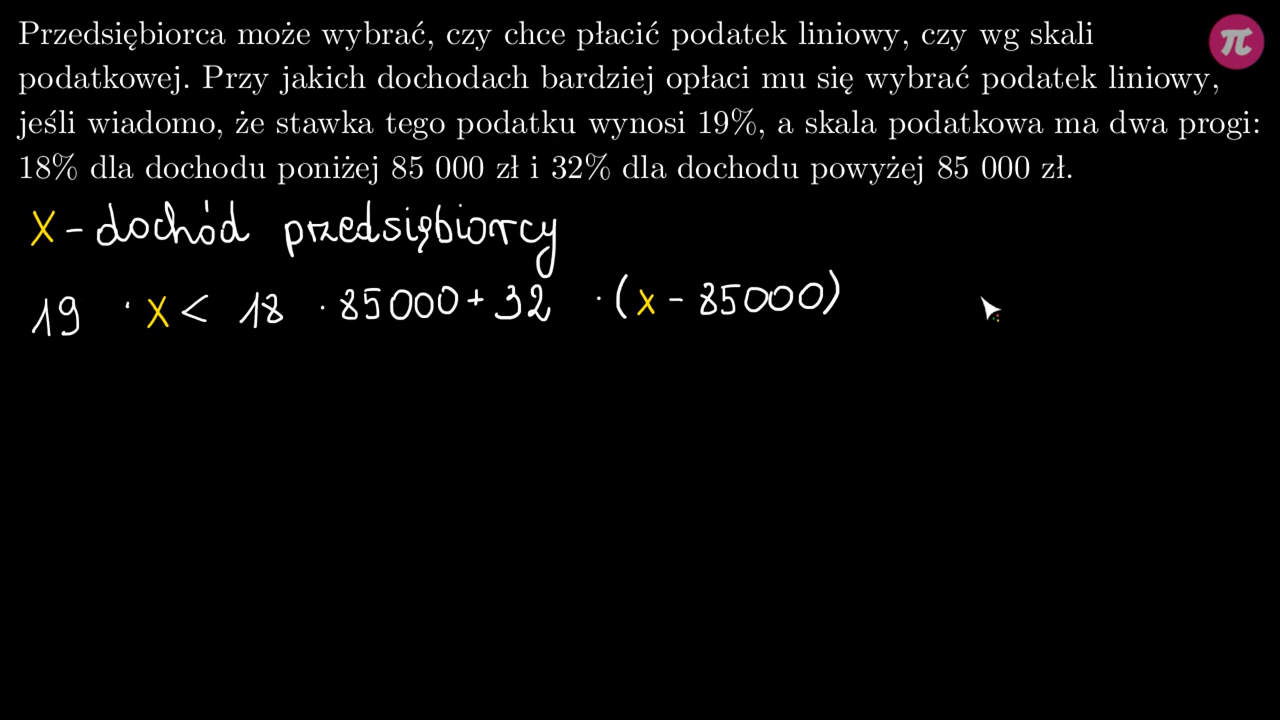 Przedsiębiorca może wybrać, czy chce płacić podatek liniowy, czy wg skali
podatkowej. Przy jakich dochodach bardziej opłaci mu się wybrać podatek liniowy,
jeśli wiadomo, że stawka tego podatku wynosi 19%, a skala podatkowa ma dwa progi:
18% dla dochodu poniżej 85 000 zł i 32% dla dochodu powyżej 85 000 zł.
X - dochód przedsiębiorcy
19 · X < 18 · 85000 + 32 · (x - 85000)
π